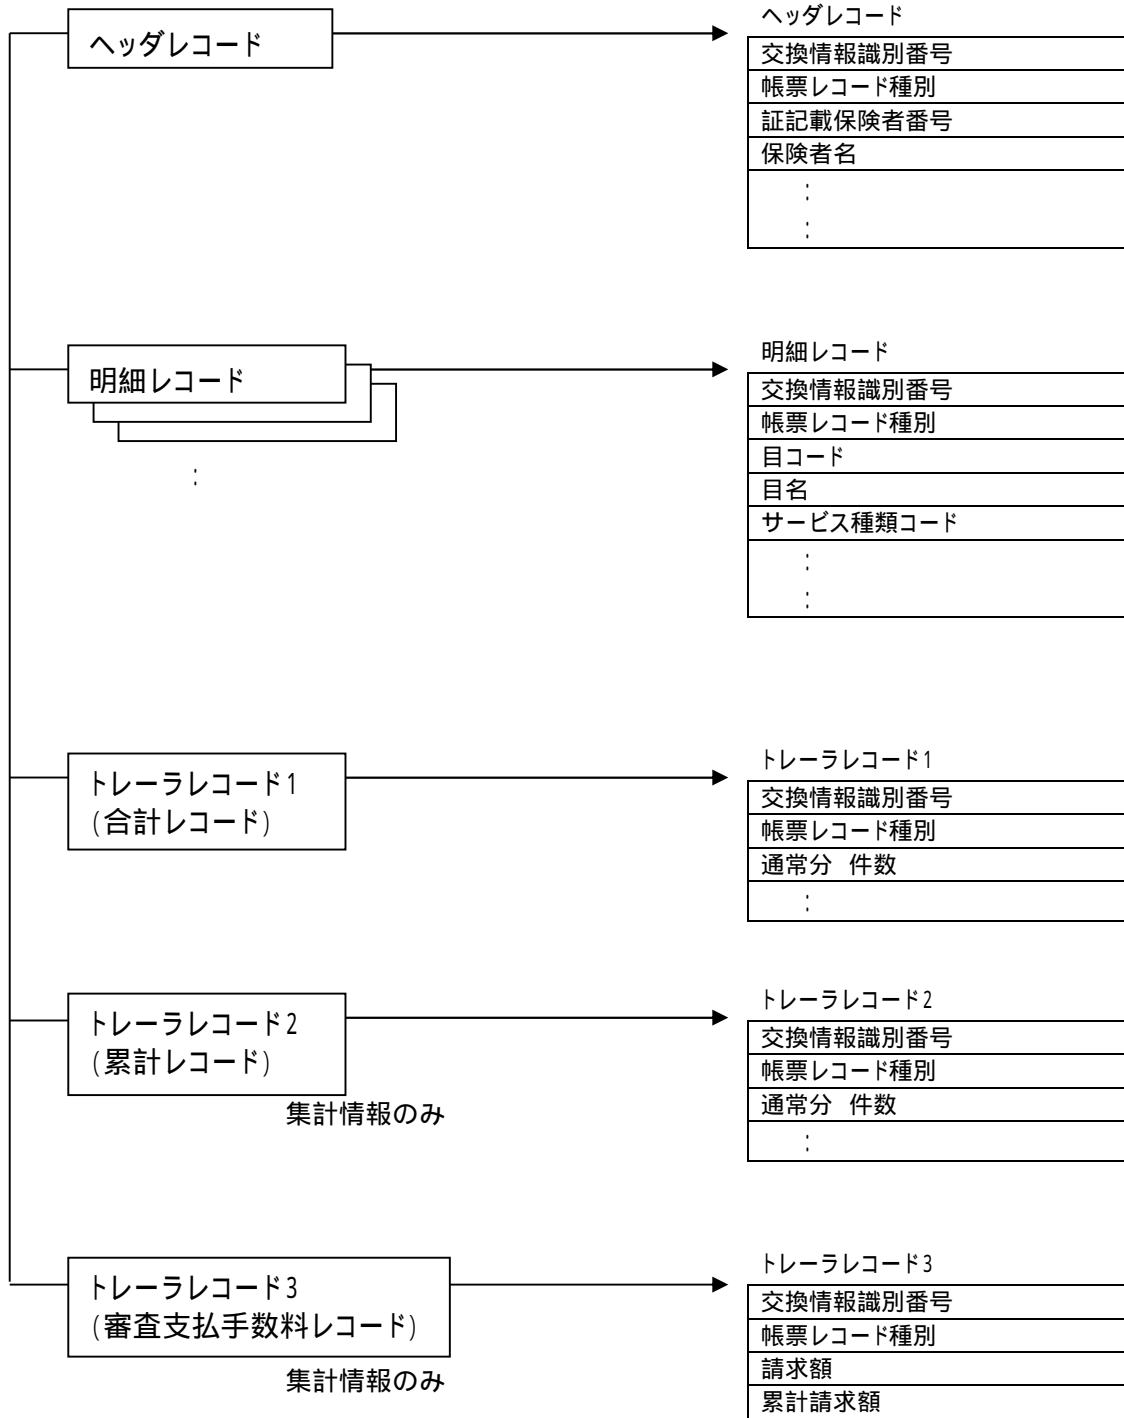 ヘッダレコード
ヘッダレコード
交換情報識別番号
帳票レコード種別
証記載保険者番号
保険者名
:
:
明細レコード
:
明細レコード
交換情報識別番号
帳票レコード種別
目コード
目名
サービス種類コード
:
:
トレーラレコード1
(合計レコード)
トレーラレコード1
交換情報識別番号
帳票レコード種別
通常分 件数
:
トレーラレコード2
(累計レコード)
集計情報のみ
トレーラレコード2
交換情報識別番号
帳票レコード種別
通常分 件数
:
トレーラレコード3
(審査支払手数料レコード)
集計情報のみ
トレーラレコード3
交換情報識別番号
帳票レコード種別
請求額
累計請求額